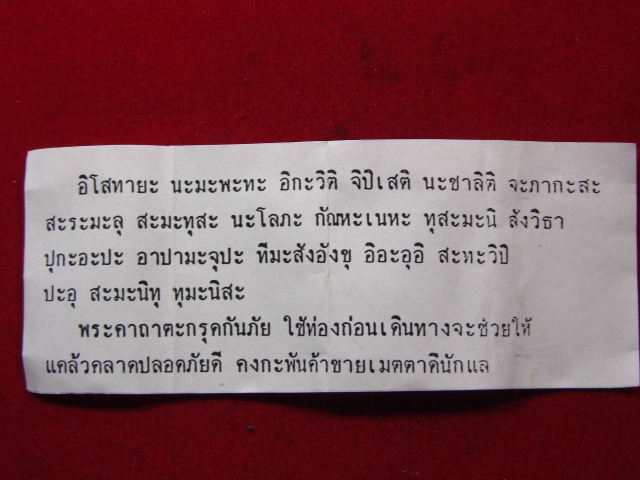 อิโสทายะ นะมะพะทะ อิกะวิติ จิปิเสติ นะชาลิติ จะภากะสะ
สะระมะลุ สะมะทุสะ นะโลภะ กัณหะเนหะ ทุสะมะนิ สังวิธา
ปุกะอะปะ อาปามะจุปะ ทีมะสังอังขุ อิอะอุอิ สะทะวิปิ
ปะอุ สะมะนิทุ ทุมะนิสะ
พระคาถาตะกรุดกันภัย ใช้ท่องก่อนเดินทางจะช่วยให้
แคล้วคลาดปลอดภัยดี คงกะพันค้าขายเมตตาดีนักแล